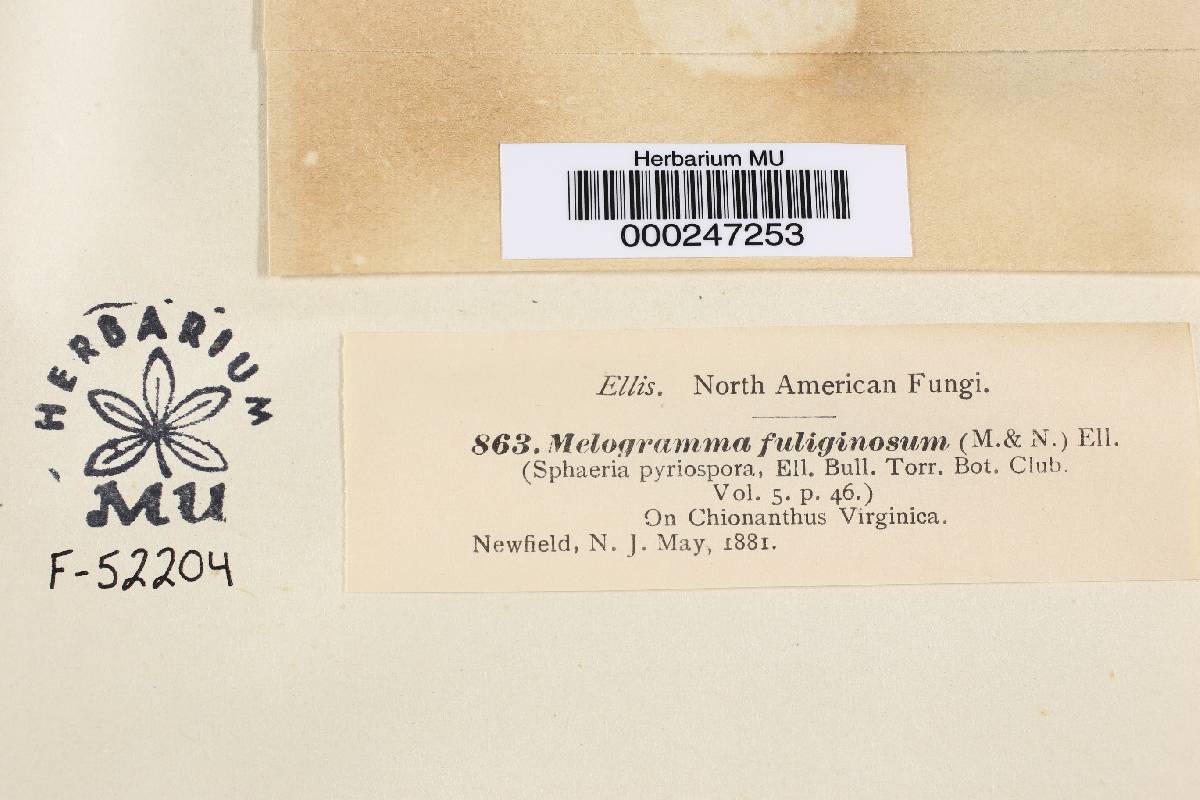 Herbarium MU
000247253
HERBARIUM
MU
F-52204
Ellis. North American Fungi.
863. Melogramma fuliginosum (M.& N.) Ell.
(Sphaeria pyriospora, Ell. Bull. Torr. Bot. Club.
Vol. 5. p. 46.)
On Chionanthus Virginica.
Newfield, N. J. May, 1881.